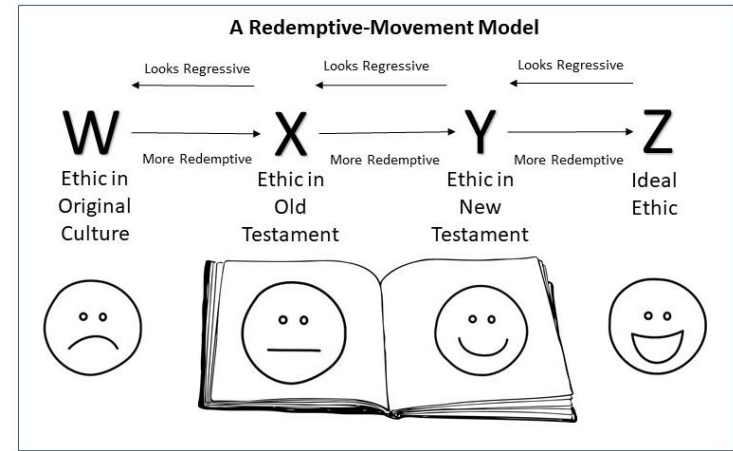 A Redemptive-Movement Model
Looks Regressive
Looks Regressive
Looks Regressive
W
X
Y
Z
More Redemptive
More Redemptive
More Redemptive
Ethic in
Original
Culture
Ethic in
Old
Testament
Ethic in
New
Testament
Ideal
Ethic